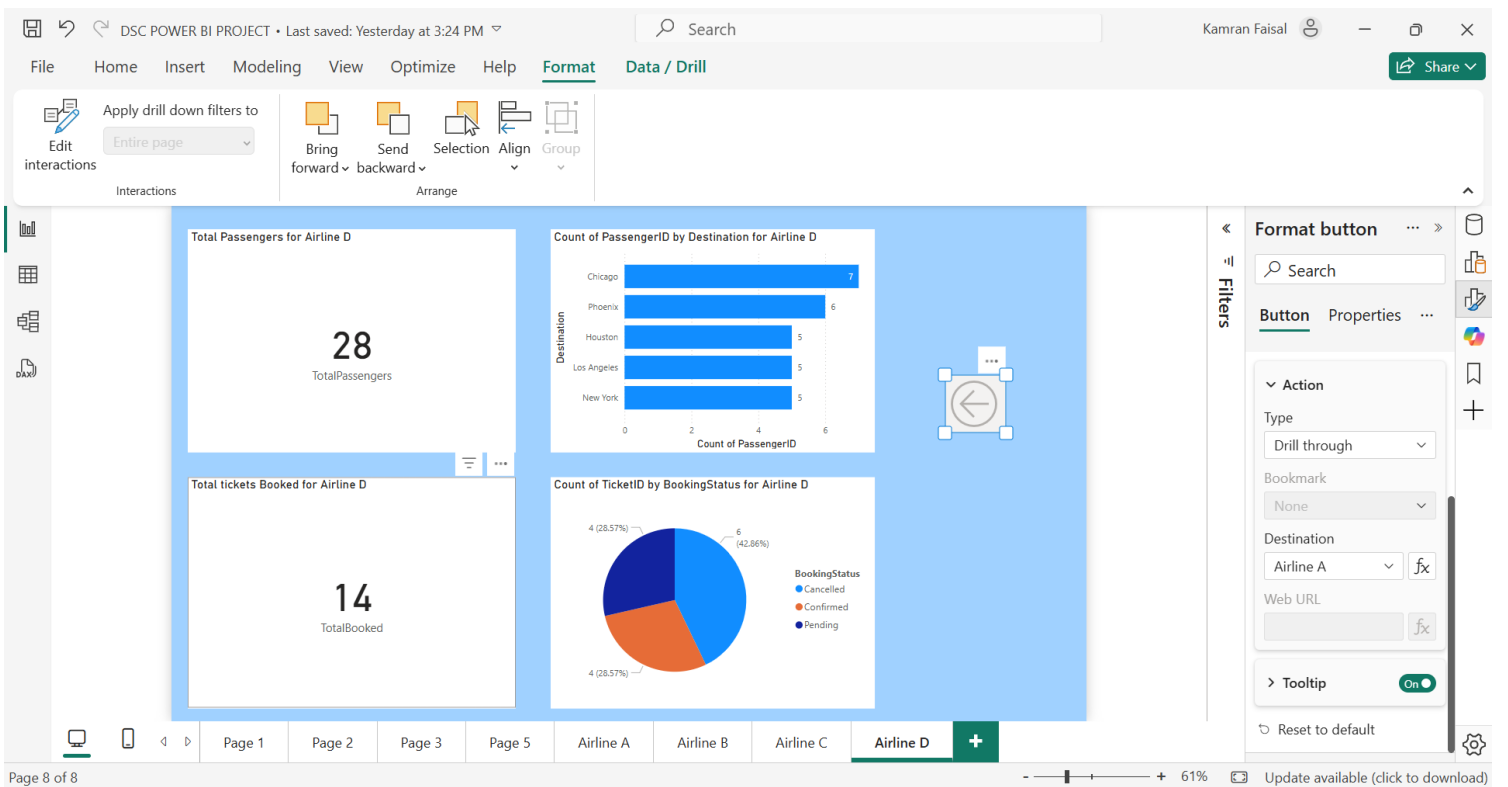 DSC POWER BI PROJECT • Last saved: Yesterday at 3:24 PM
Search
Kamran Faisal
File Home Insert Modeling View Optimize Help Format Data / Drill
Share
Edit interactions
Apply drill down filters to
Entire page
Interactions
Bring forward
Send backward
Selection
Align
Group
Arrange
DAX
Total Passengers for Airline D
28
TotalPassengers
Count of PassengerID by Destination for Airline D
Destination
Chicago 7
Phoenix 6
Houston 5
Los Angeles 5
New York 5
0 2 4 6
Count of PassengerID
Total tickets Booked for Airline D
14
TotalBooked
Count of TicketID by BookingStatus for Airline D
4 (28.57%)
6
(42.86%)
4 (28.57%)
BookingStatus
Cancelled
Confirmed
Pending
Filters
Format button
Search
Button Properties
Action
Type
Drill through
Bookmark
None
Destination
Airline A
fx
Web URL
fx
Tooltip
On
Reset to default
Page 1 Page 2 Page 3 Page 5 Airline A Airline B Airline C Airline D +
Page 8 of 8
- + 61%
Update available (click to download)